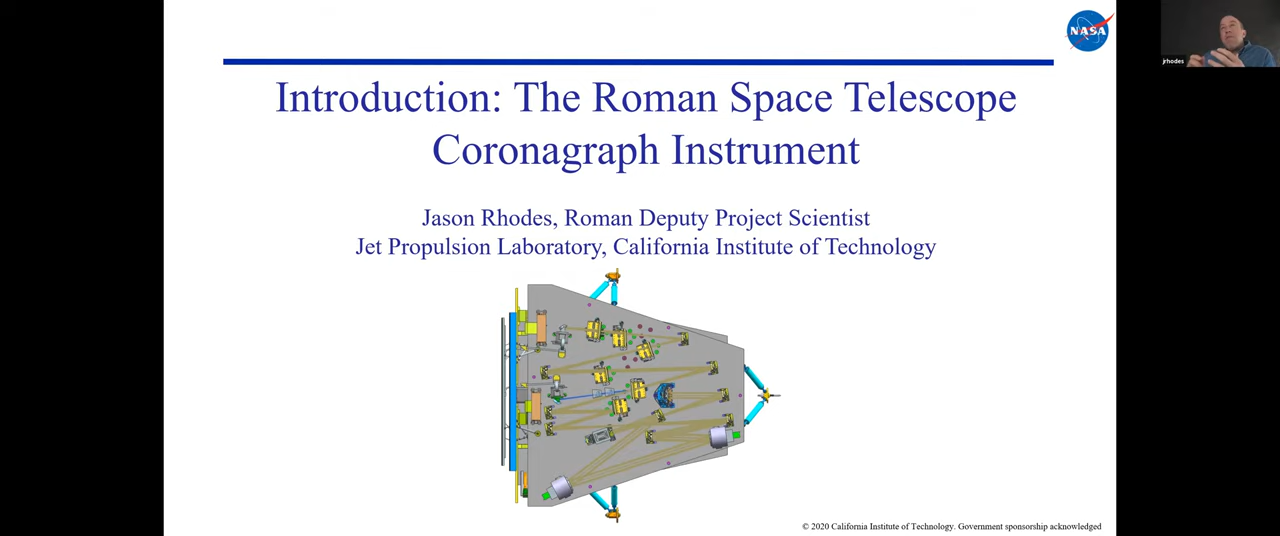 NASA
jrhodes
Introduction: The Roman Space Telescope
Coronagraph Instrument
Jason Rhodes, Roman Deputy Project Scientist
Jet Propulsion Laboratory, California Institute of Technology
© 2020 California Institute of Technology. Government sponsorship acknowledged